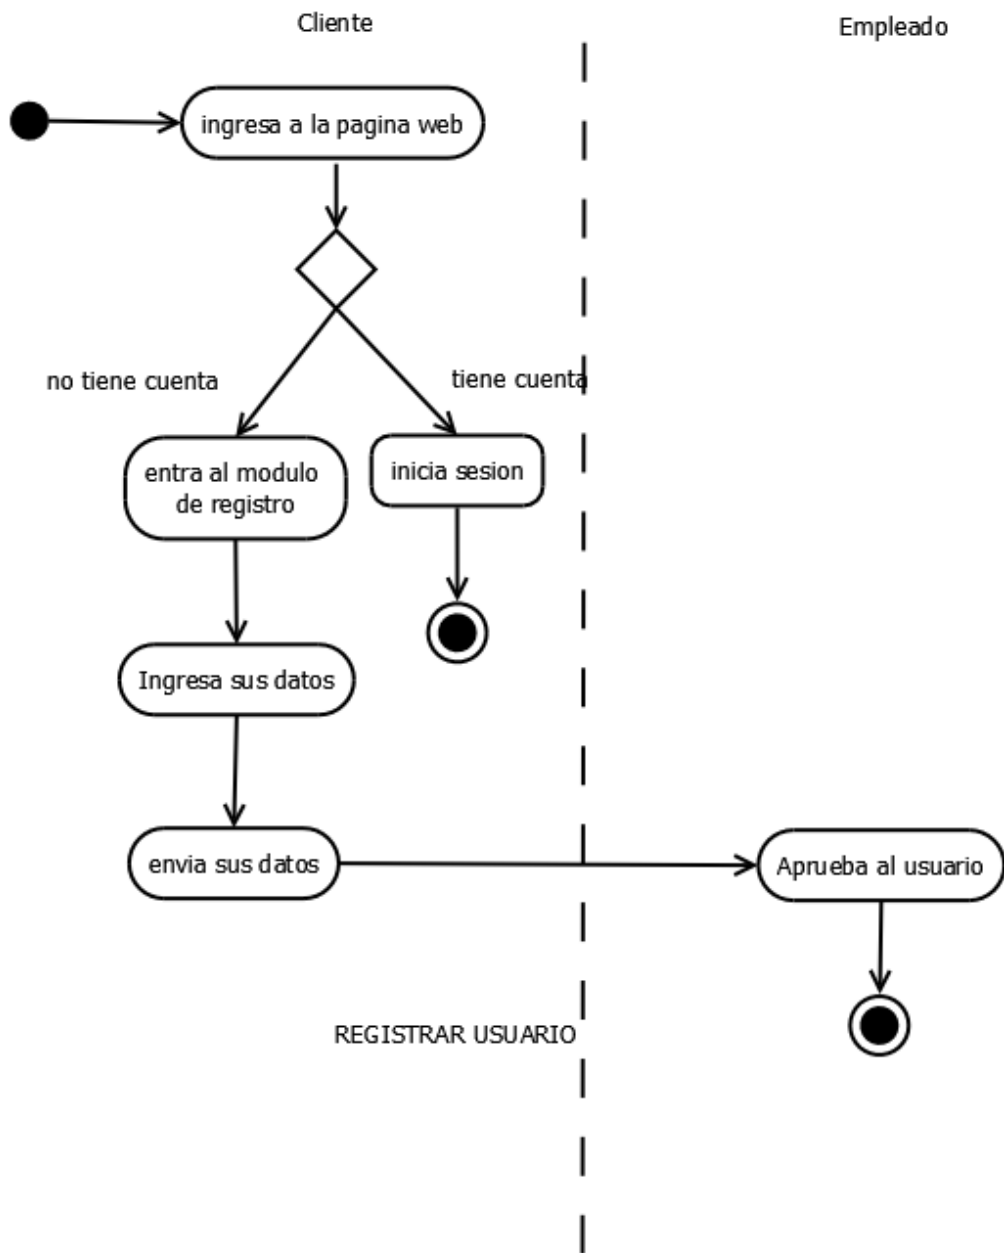 Cliente
Empleado
ingresa a la pagina web
no tiene cuenta
tiene cuenta
entra al modulo
de registro
inicia sesion
Ingresa sus datos
envia sus datos
Aprueba al usuario
REGISTRAR USUARIO